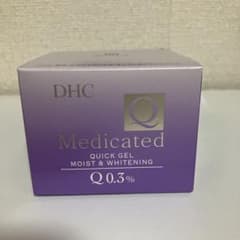 DHC
Q
Medicated
QUICK GEL
MOIST & WHITENING
Q 0.3%